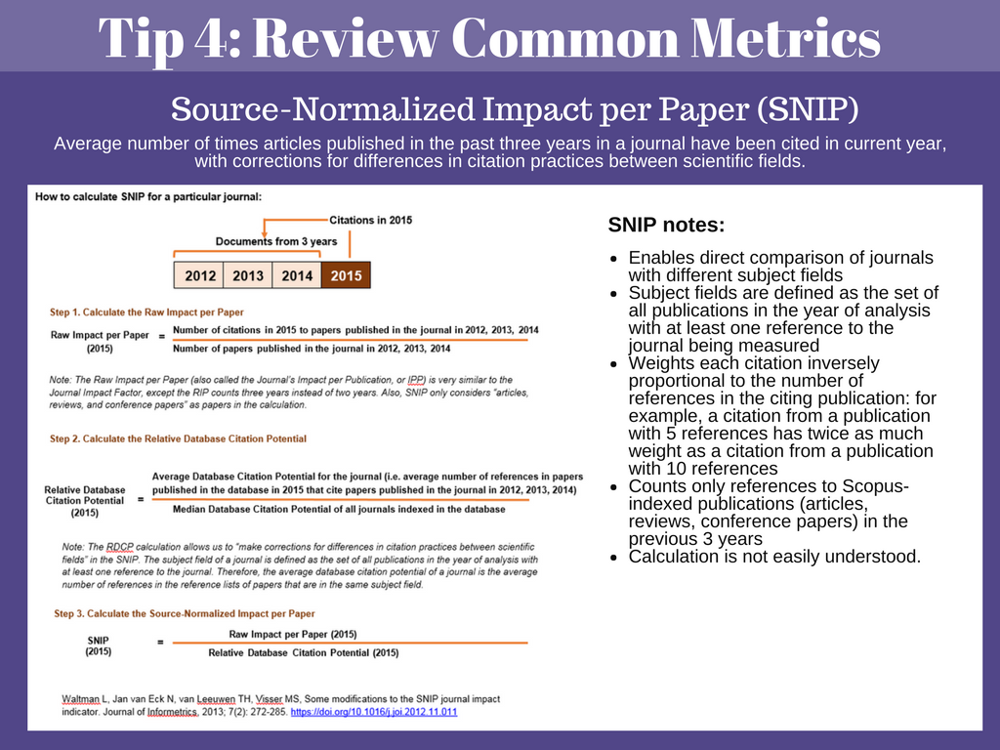 Tip 4: Review Common Metrics
Source-Normalized Impact per Paper (SNIP)
Average number of times articles published in the past three years in a journal have been cited in current year,
with corrections for differences in citation practices between scientific fields.
How to calculate SNIP for a particular journal:
Citations in 2015
Documents from 3 years
2012 2013 2014 2015
Step 1. Calculate the Raw Impact per Paper
Raw Impact per Paper
(2015)
=
Number of citations in 2015 to papers published in the journal in 2012, 2013, 2014
Number of papers published in the journal in 2012, 2013, 2014
Note: The Raw Impact per Paper (also called the Journal's Impact per Publication, or IPP) is very similar to the
Journal Impact Factor, except the RIP counts three years instead of two years. Also, SNIP only considers “articles,
reviews, and conference papers” as papers in the calculation.
Step 2. Calculate the Relative Database Citation Potential
Relative Database
Citation Potential
(2015)
=
Average Database Citation Potential for the journal (i.e. average number of references in papers
published in the database in 2015 that cite papers published in the journal in 2012, 2013, 2014)
Median Database Citation Potential of all journals indexed in the database
Note: The RDCP calculation allows us to “make corrections for differences in citation practices between scientific
fields” in the SNIP. The subject field of a journal is defined as the set of all publications in the year of analysis with
at least one reference to the journal. Therefore, the average database citation potential of a journal is the average
number of references in the reference lists of papers that are in the same subject field.
Step 3. Calculate the Source-Normalized Impact per Paper
SNIP
(2015)
=
Raw Impact per Paper (2015)
Relative Database Citation Potential (2015)
Waltman L, Jan van Eck N, van Leeuwen TH, Visser MS, Some modifications to the SNIP journal impact
indicator. Journal of Informetrics, 2013; 7(2): 272-285. https://doi.org/10.1016/j.joi.2012.11.011
SNIP notes:
• Enables direct comparison of journals
with different subject fields
• Subject fields are defined as the set of
all publications in the year of analysis
with at least one reference to the
journal being measured
• Weights each citation inversely
proportional to the number of
references in the citing publication: for
example, a citation from a publication
with 5 references has twice as much
weight as a citation from a publication
with 10 references
• Counts only references to Scopus-
indexed publications (articles,
reviews, conference papers) in the
previous 3 years
• Calculation is not easily understood.